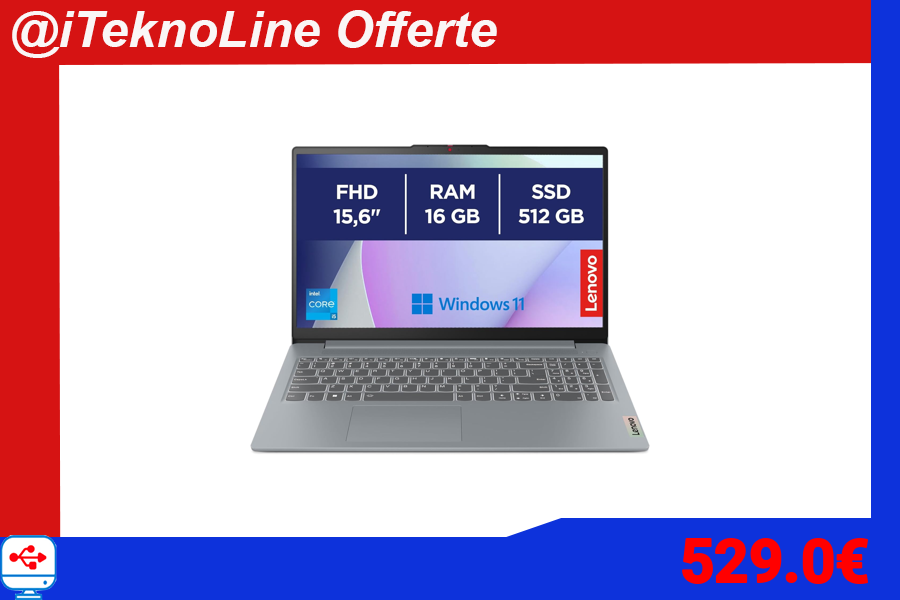 @iTeknoLine Offerte
FHD
15,6"
RAM
16 GB
SSD
512 GB
Lenovo
intel
CORE
i5
Windows 11
Lenovo
529.0€